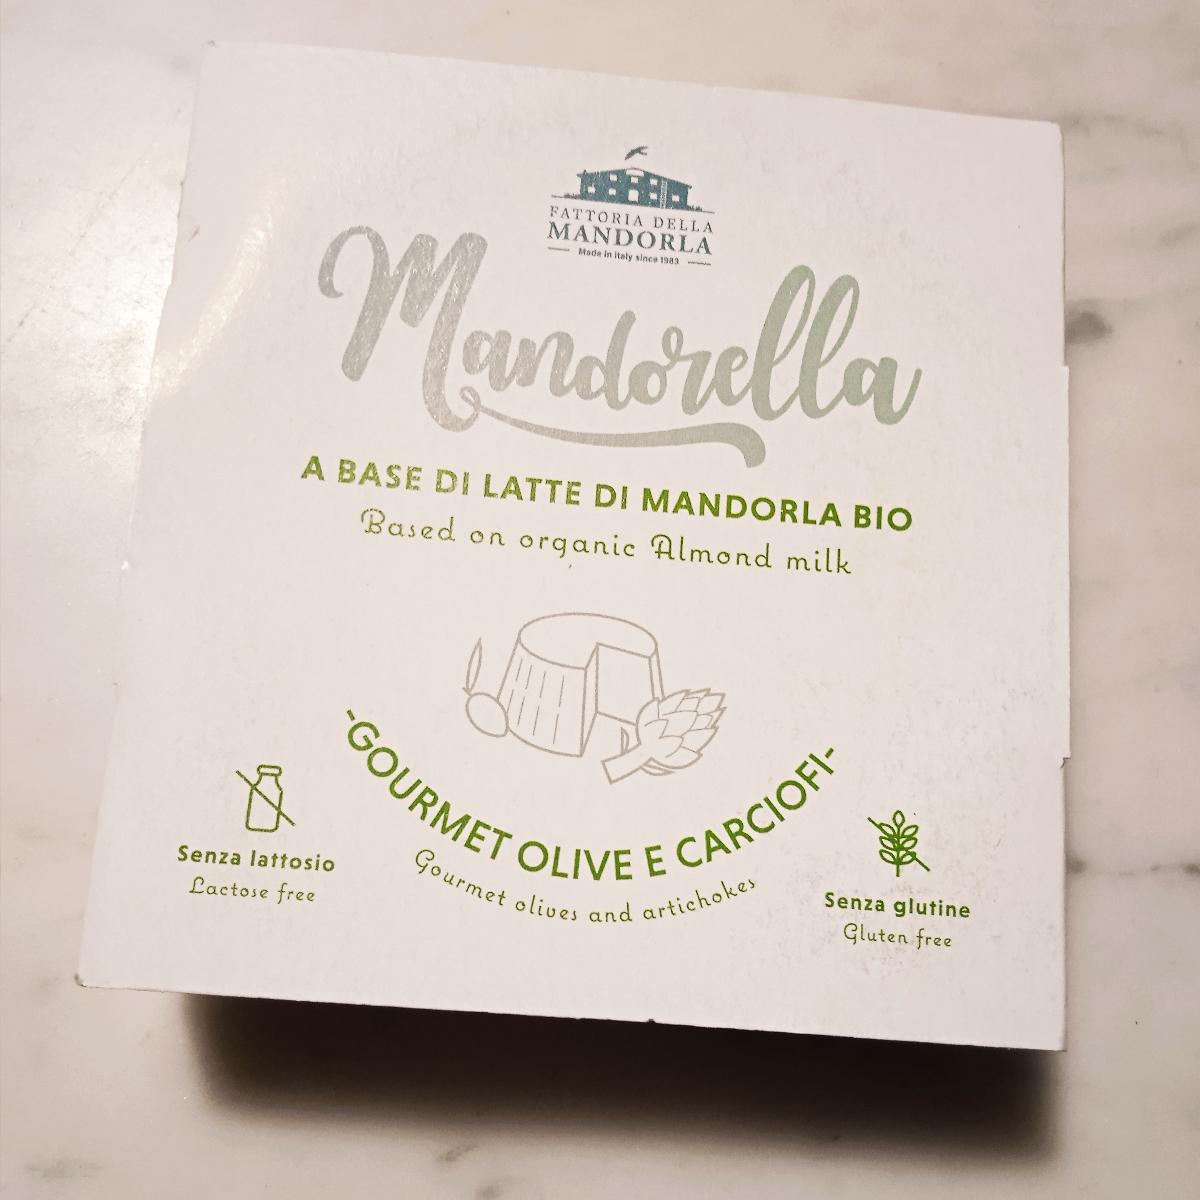 FATTORIA DELLA
MANDORLA
Made in Italy since 1983
Mandorella
A BASE DI LATTE DI MANDORLA BIO
Based on organic Almond milk
-GOURMET OLIVE E CARCIOFI-
Gourmet olives and artichokes
Senza lattosio
Lactose free
Senza glutine
Gluten free